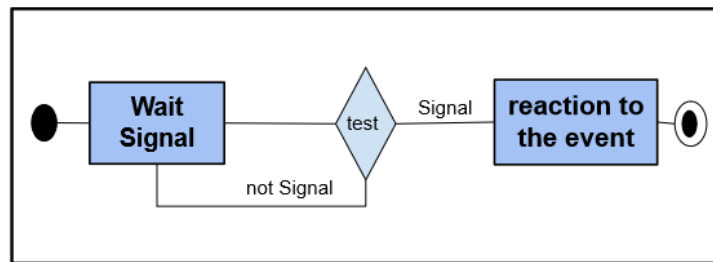 Wait
Signal
test
Signal
reaction to
the event
not Signal